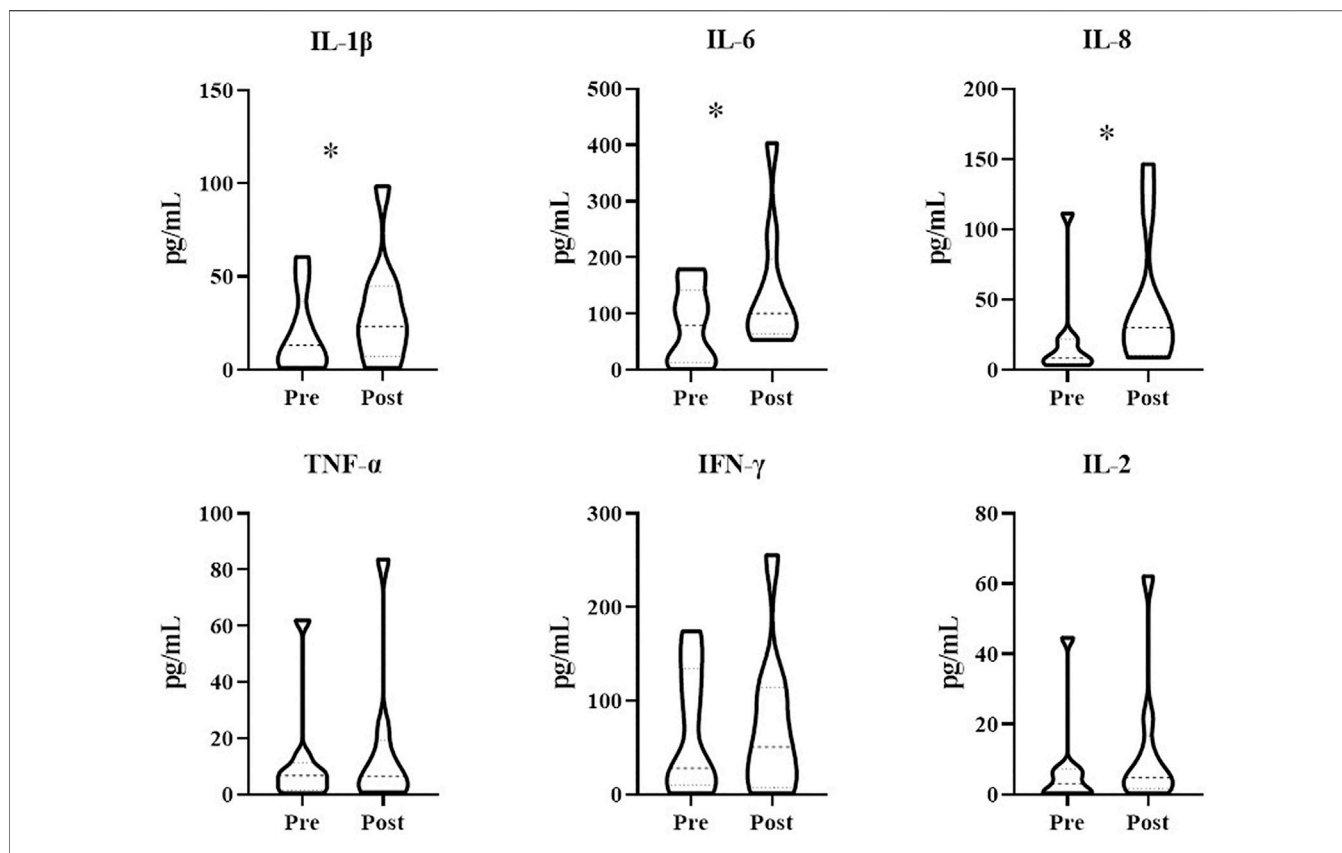 IL-1β
IL-6
IL-8
150
100
50
0
pg/mL
*
Pre
Post
500
400
300
200
100
0
pg/mL
*
Pre
Post
200
150
100
50
0
pg/mL
*
Pre
Post
TNF-α
IFN-γ
IL-2
100
80
60
40
20
0
pg/mL
Pre
Post
300
200
100
0
pg/mL
Pre
Post
80
60
40
20
0
pg/mL
Pre
Post